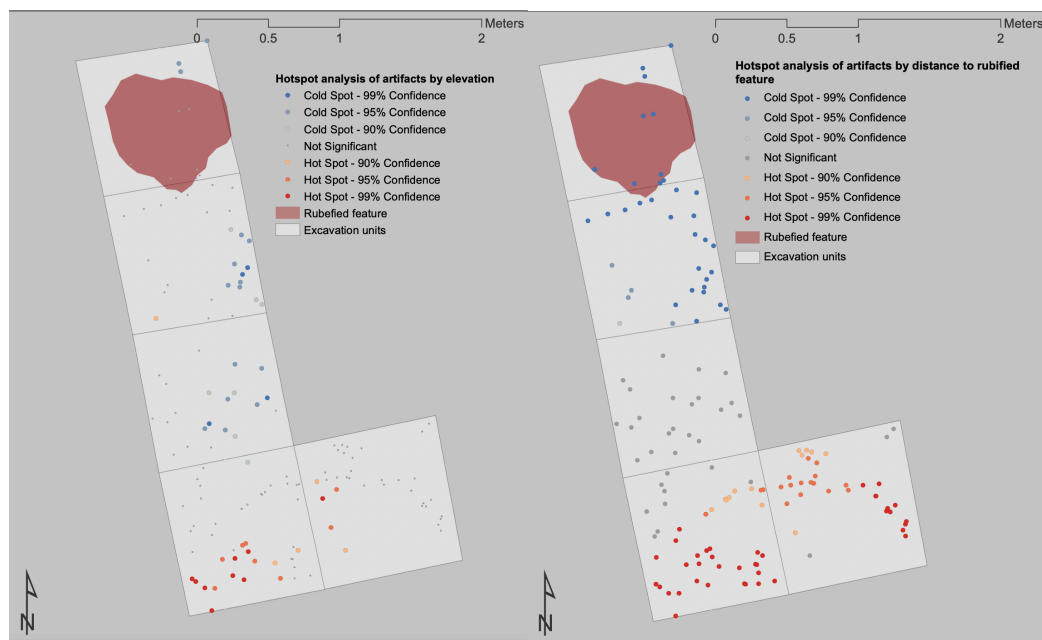 Meters
0 0.5 1 2
Hotspot analysis of artifacts by elevation
Cold Spot - 99% Confidence
Cold Spot - 95% Confidence
Cold Spot - 90% Confidence
Not Significant
Hot Spot - 90% Confidence
Hot Spot - 95% Confidence
Hot Spot - 99% Confidence
Rubefied feature
Excavation units
N
Meters
0 0.5 1 2
Hotspot analysis of artifacts by distance to rubified
feature
Cold Spot - 99% Confidence
Cold Spot - 95% Confidence
Cold Spot - 90% Confidence
Not Significant
Hot Spot - 90% Confidence
Hot Spot - 95% Confidence
Hot Spot - 99% Confidence
Rubefied feature
Excavation units
N